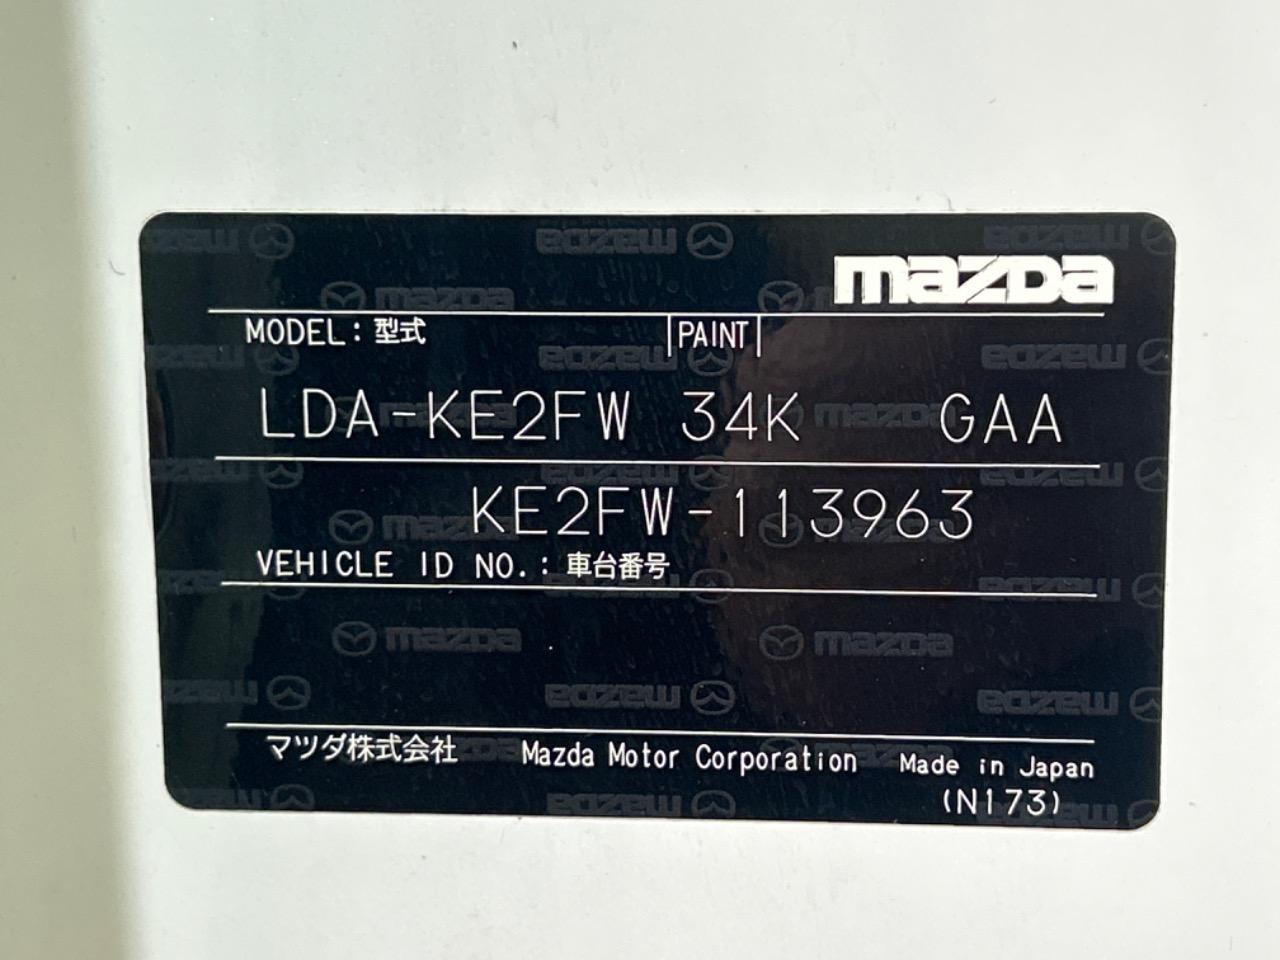 mazda
MODEL: 型式 PAINT
LDA-KE2FW 34K GAA
KE2FW-113963
VEHICLE ID NO.: 車台番号
マツダ株式会社 Mazda Motor Corporation Made in Japan
(N173)